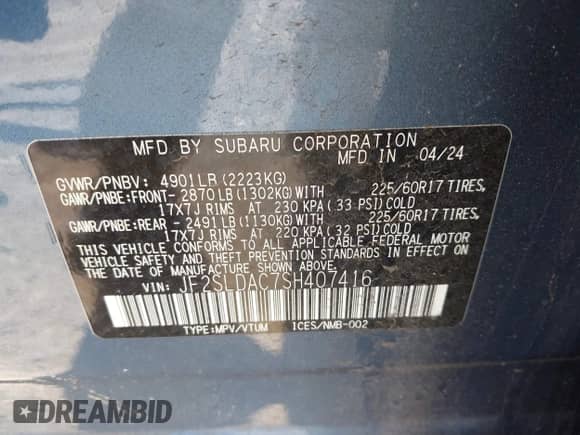 MFD BY SUBARU CORPORATION
MFD IN 04/24
GVWR/PNBV: 4901LB (2223KG)
GAWR/PNBE:FRONT- 2870LB (1302KG) WITH 225/60R17 TIRES,
17X7J RIMS AT 230 KPA (33 PSI) COLD
GAWR/PNBE:REAR - 2491LB (1130KG) WITH 225/60R17 TIRES,
17X7J RIMS AT 220 KPA (32 PSI) COLD
THIS VEHICLE CONFORMS TO ALL APPLICABLE FEDERAL MOTOR
VEHICLE SAFETY, BUMPER, AND THEFT PREVENTION STANDARDS IN EFFECT ON
THE DATE OF MANUFACTURE SHOWN ABOVE.
VIN: JF2SLDAC7SH407416
TYPE:MPV/VTUM ICES/NMB-002
DREAMBID